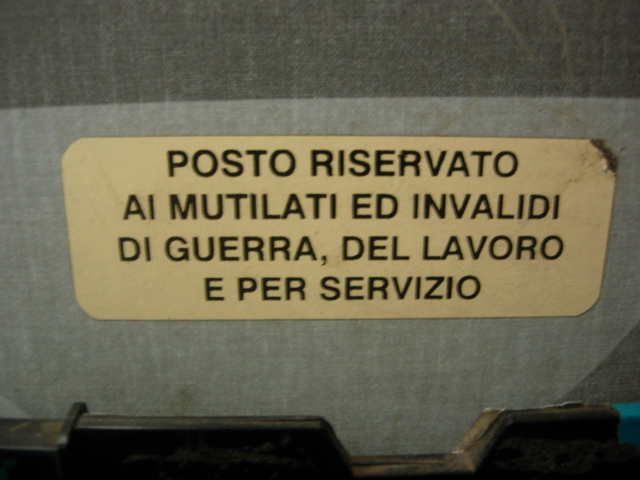 POSTO RISERVATO
AI MUTILATI ED INVALIDI
DI GUERRA, DEL LAVORO
E PER SERVIZIO